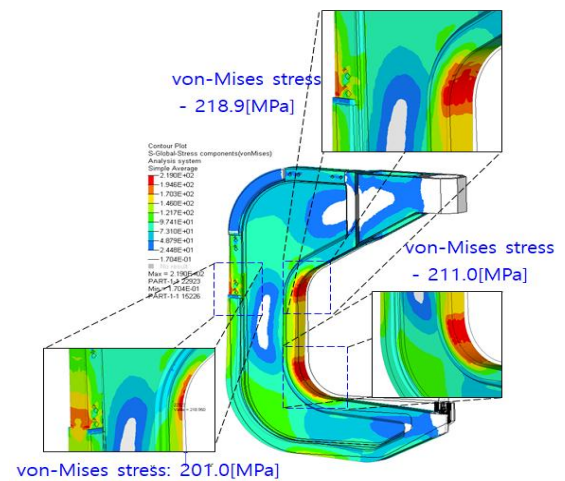 von-Mises stress
- 218.9[MPa]
Contour Plot
S-Global-Stress components(vonMises)
Analysis system
Simple Average
2.190E+02
1.946E+02
1.703E+02
1.460E+02
1.217E+02
9.741E+01
7.310E+01
4.879E+01
2.448E+01
1.704E-01
No result
Max = 2.190E+02
PART-1-1 22923
Min = 1.704E-01
PART-1-1 15226
von-Mises stress
- 211.0[MPa]
von-Mises stress: 201.0[MPa]